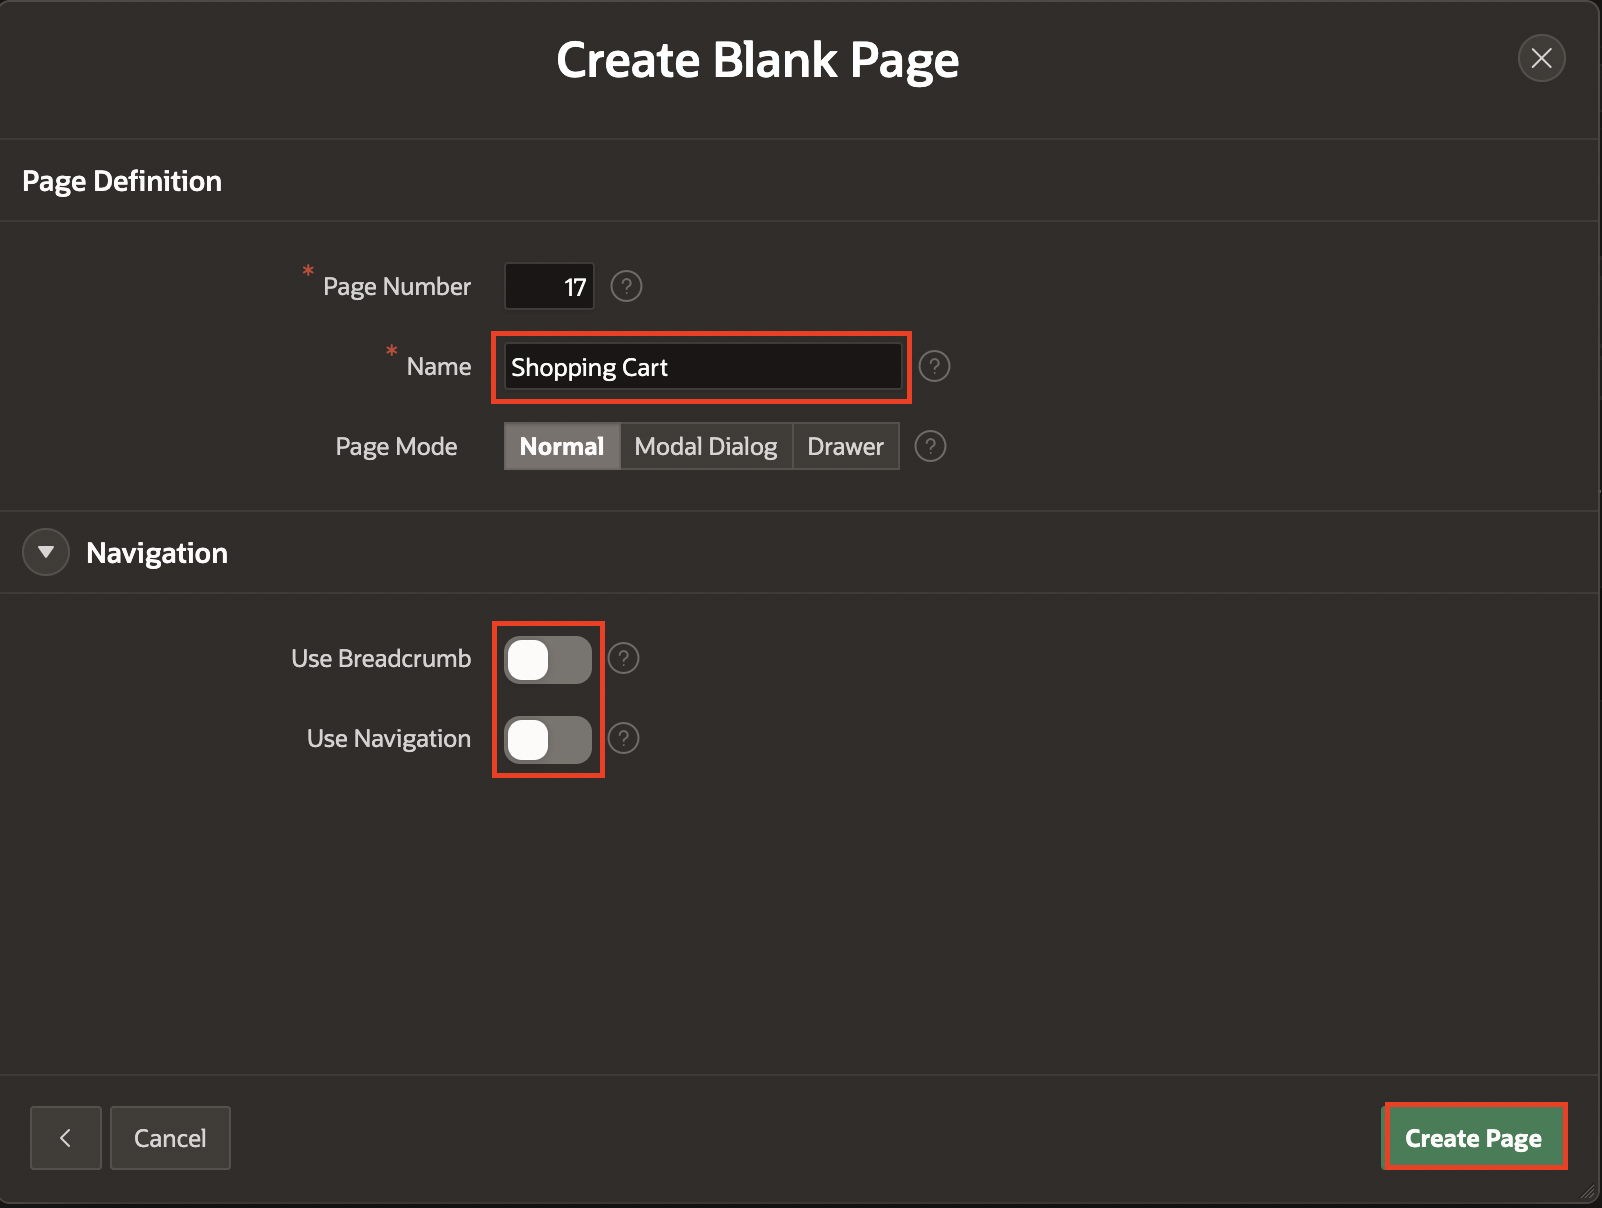 Create Blank Page
Page Definition
* Page Number 17 ?
* Name Shopping Cart ?
Page Mode Normal Modal Dialog Drawer ?
Navigation
Use Breadcrumb ?
Use Navigation ?
Cancel Create Page